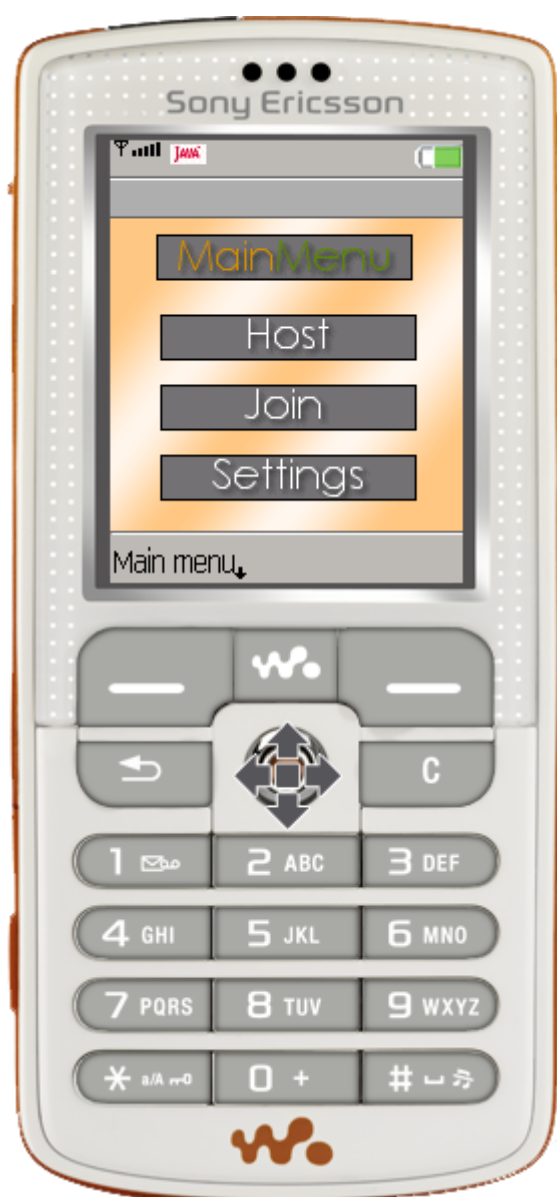 Sony Ericsson
JAVA
MainMenu
Host
Join
Settings
Main menu
C
1 2 ABC 3 DEF
4 GHI 5 JKL 6 MNO
7 PQRS 8 TUV 9 WXYZ
* a/A 0 + #